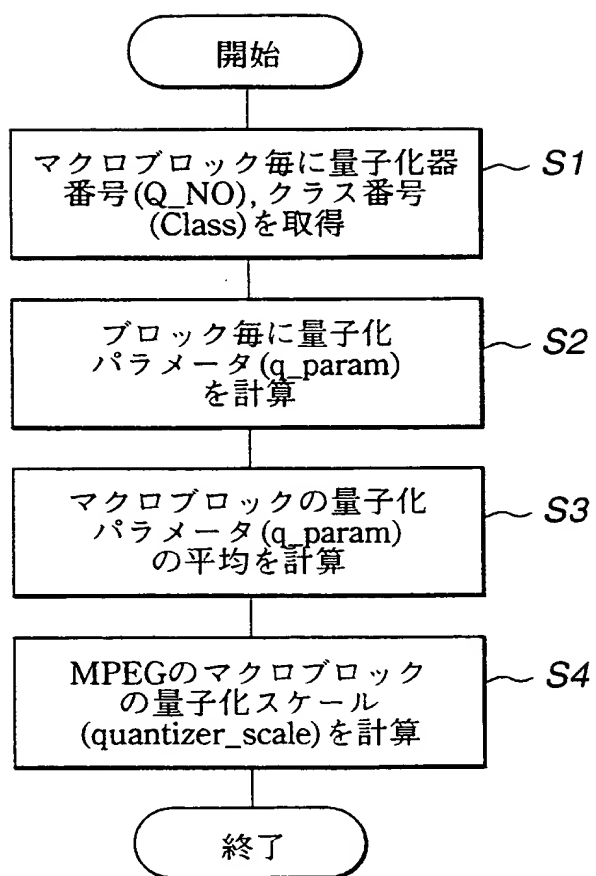 開始
マクロブロック毎に量子化器
番号(Q_NO),クラス番号
(Class)を取得
S1
ブロック毎に量子化
パラメータ(q_param)
を計算
S2
マクロブロックの量子化
パラメータ(q_param)
の平均を計算
S3
MPEGのマクロブロック
の量子化スケール
(quantizer_scale)を計算
S4
終了